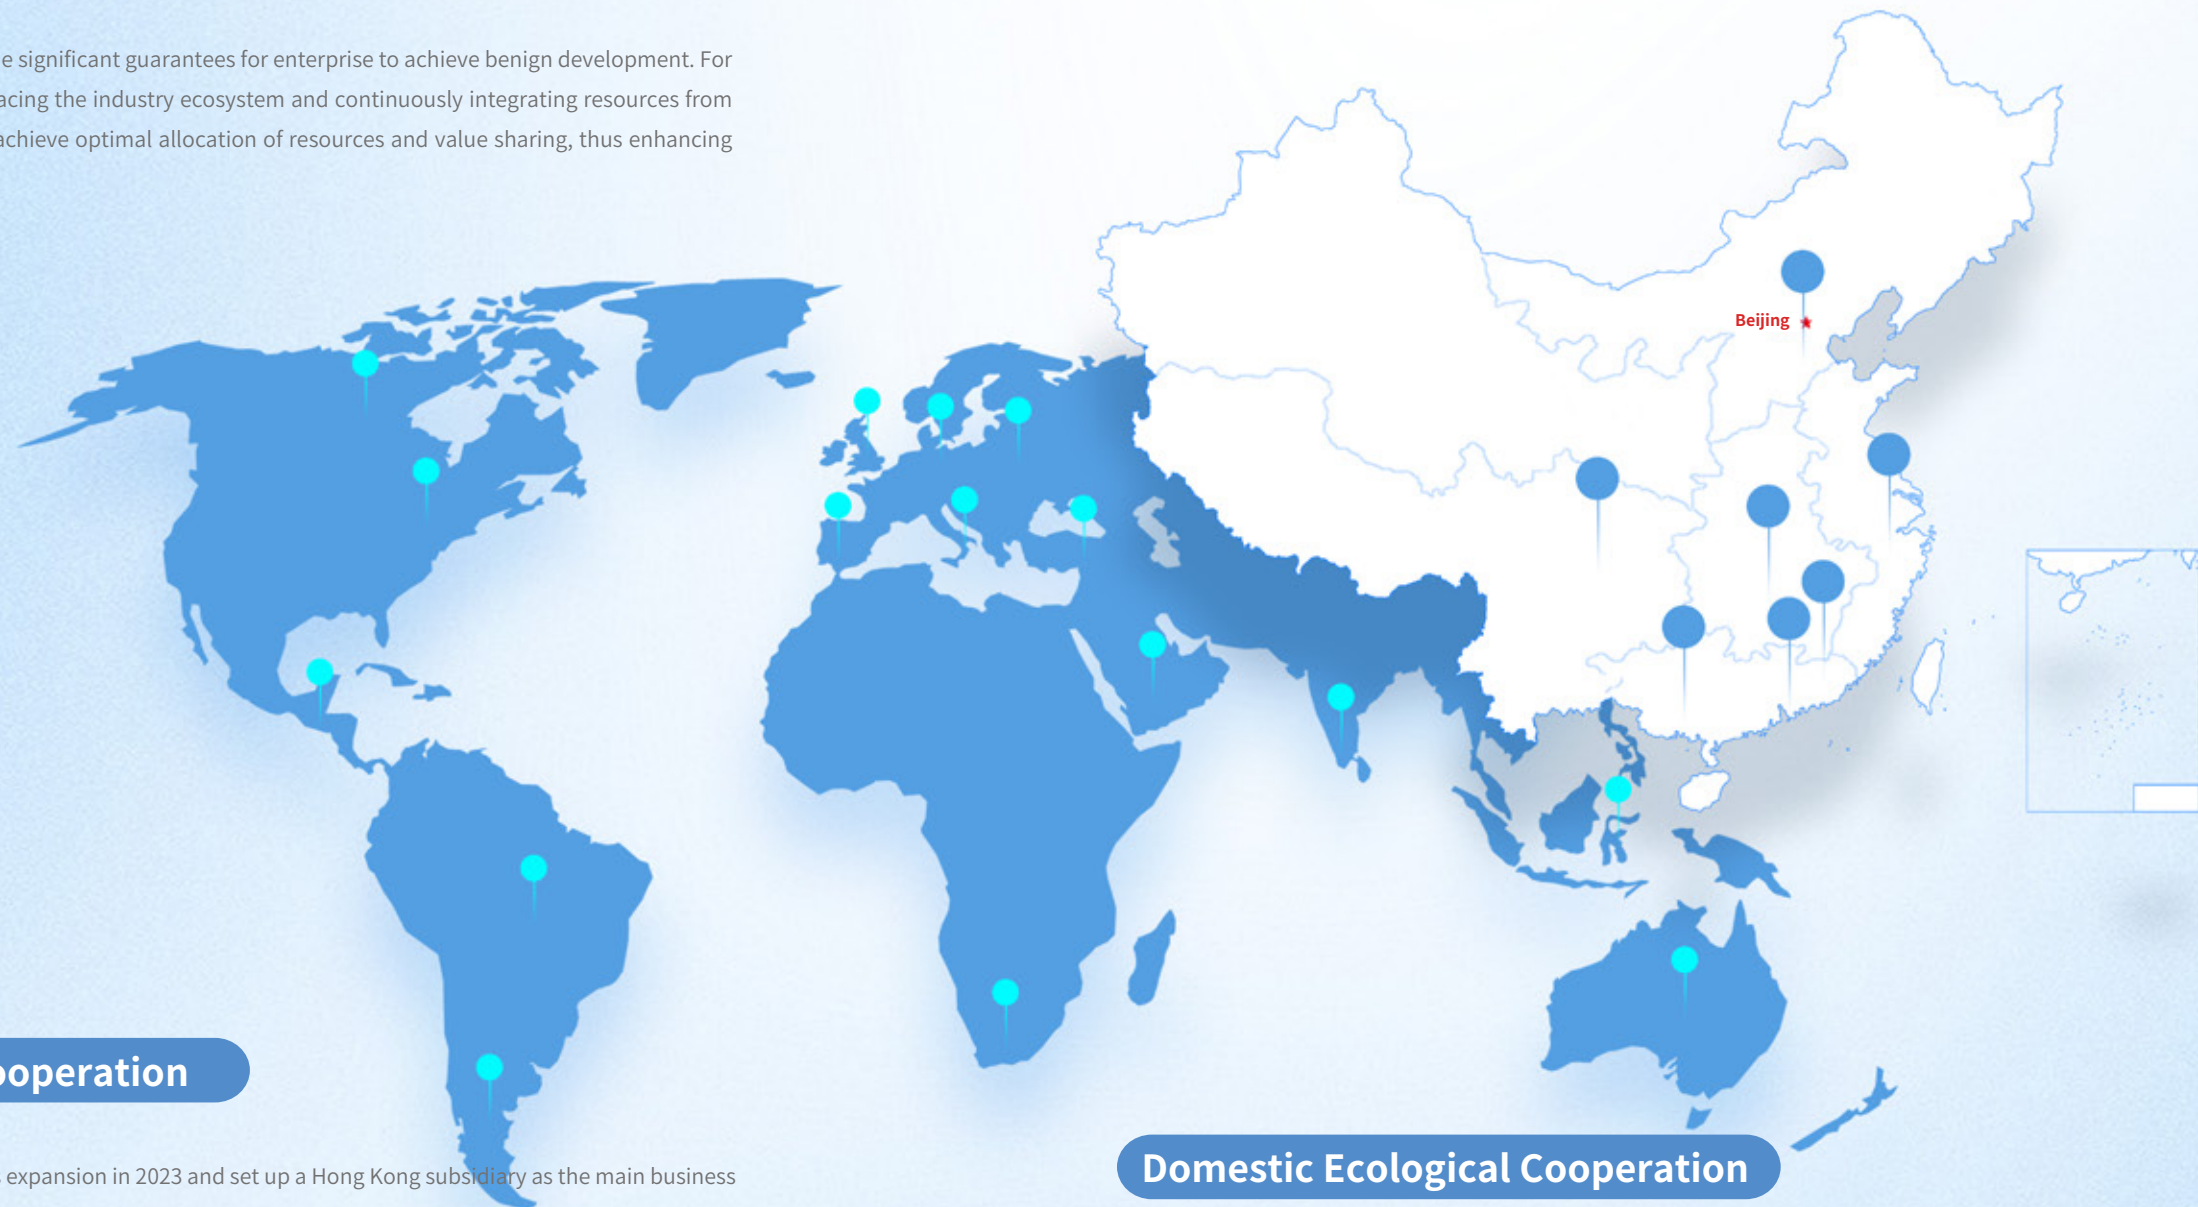 e significant guarantees for enterprise to achieve benign development. For
acing the industry ecosystem and continuously integrating resources from
achieve optimal allocation of resources and value sharing, thus enhancing
Beijing
ooperation
expansion in 2023 and set up a Hong Kong subsidiary as the main business
Domestic Ecological Cooperation